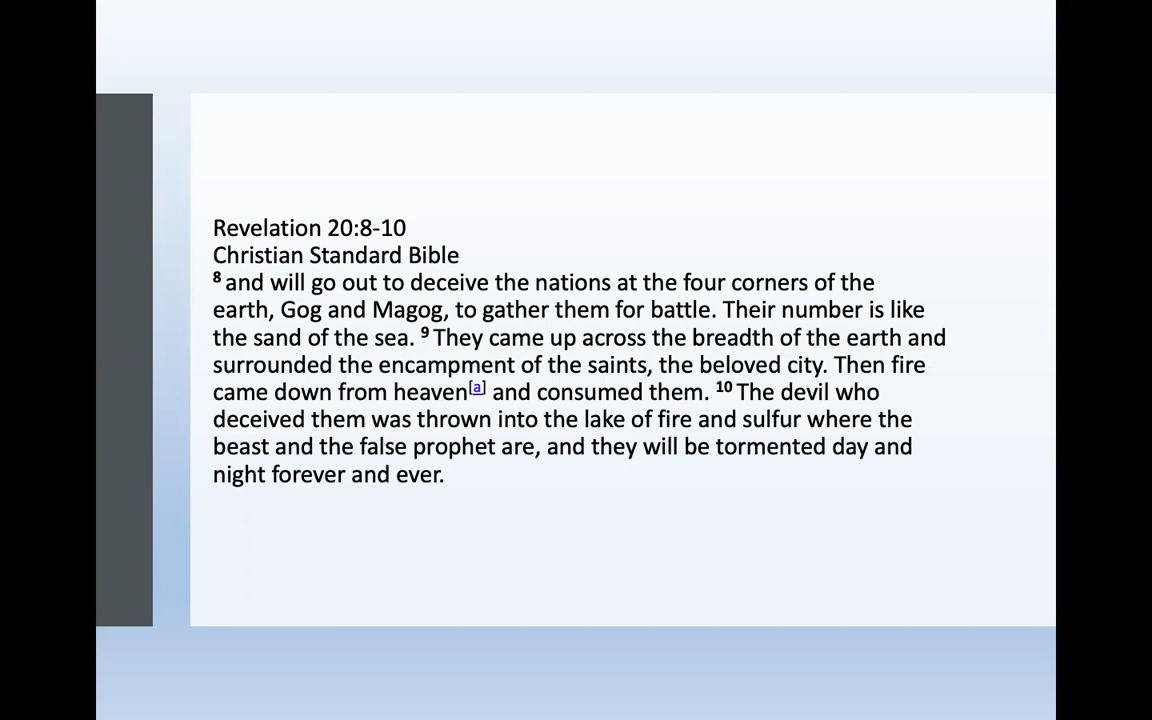 Revelation 20:8-10
Christian Standard Bible
8 and will go out to deceive the nations at the four corners of the
earth, Gog and Magog, to gather them for battle. Their number is like
the sand of the sea. 9 They came up across the breadth of the earth and
surrounded the encampment of the saints, the beloved city. Then fire
came down from heaven[a] and consumed them. 10 The devil who
deceived them was thrown into the lake of fire and sulfur where the
beast and the false prophet are, and they will be tormented day and
night forever and ever.